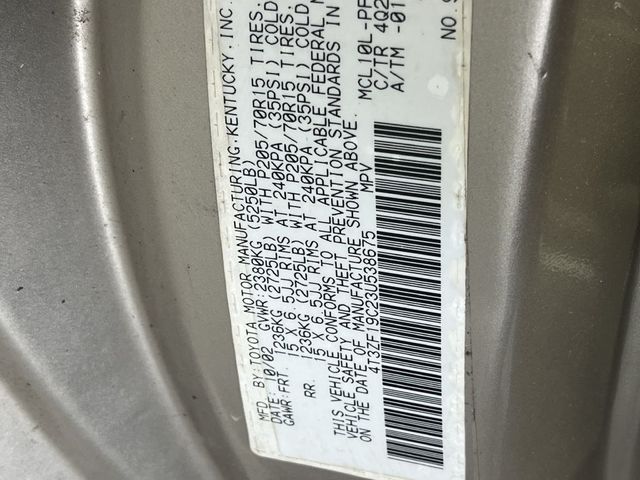 MFD. BY: TOYOTA MOTOR MANUFACTURING, KENTUCKY, INC.
DATE: 10/02 GVWR: 2380KG (5250LB)
GAWR: FRT. 1236KG (2725LB) WITH P205/70R15 TIRES.
15 X 6.5JJ RIMS AT 240KPA (35PSI) COLD
RR. 1236KG (2725LB) WITH P205/70R15 TIRES.
15 X 6.5JJ RIMS AT 240KPA (35PSI) COLD
THIS VEHICLE CONFORMS TO ALL APPLICABLE FEDERAL
VEHICLE SAFETY AND THEFT PREVENTION STANDARDS IN
ON THE DATE OF MANUFACTURE SHOWN ABOVE.
4T3ZF19C23U538675 MPV
MCL10L-PF
C/TR 4Q2
A/TM -01
NO.